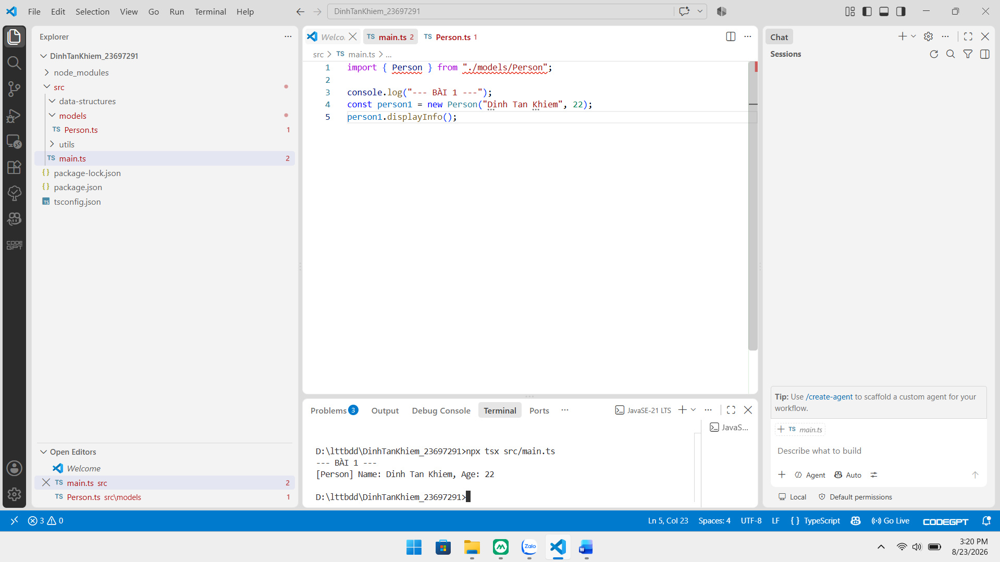 File Edit Selection View Go Run Terminal Help
DinhTanKhiem_23697291
Explorer
DinhTanKhiem_23697291
node_modules
src
data-structures
models
TS Person.ts 1
utils
TS main.ts 2
{} package-lock.json
{} package.json
TS tsconfig.json
Open Editors
Welcome
TS main.ts src 2
TS Person.ts src\models 1
CODE
GPT
Welco
TS main.ts 2
TS Person.ts 1
src > TS main.ts > ...
1 import { Person } from "./models/Person";
2
3 console.log("--- BÀI 1 ---");
4 const person1 = new Person("Dinh Tan Khiem", 22);
5 person1.displayInfo();
Problems 3 Output Debug Console Terminal Ports
JavaSE-21 LTS
JavaS...
D:\lttbdd\DinhTanKhiem_23697291>npx tsx src/main.ts
--- BÀI 1 ---
[Person] Name: Dinh Tan Khiem, Age: 22
D:\lttbdd\DinhTanKhiem_23697291>
Chat
Sessions
Tip: Use /create-agent to scaffold a custom agent for your
workflow.
TS main.ts
Describe what to build
Agent Auto
Local Default permissions
3 0
Ln 5, Col 23 Spaces: 4 UTF-8 LF {} TypeScript Go Live CODEGPT
Zalo
W
3:20 PM
8/23/2026